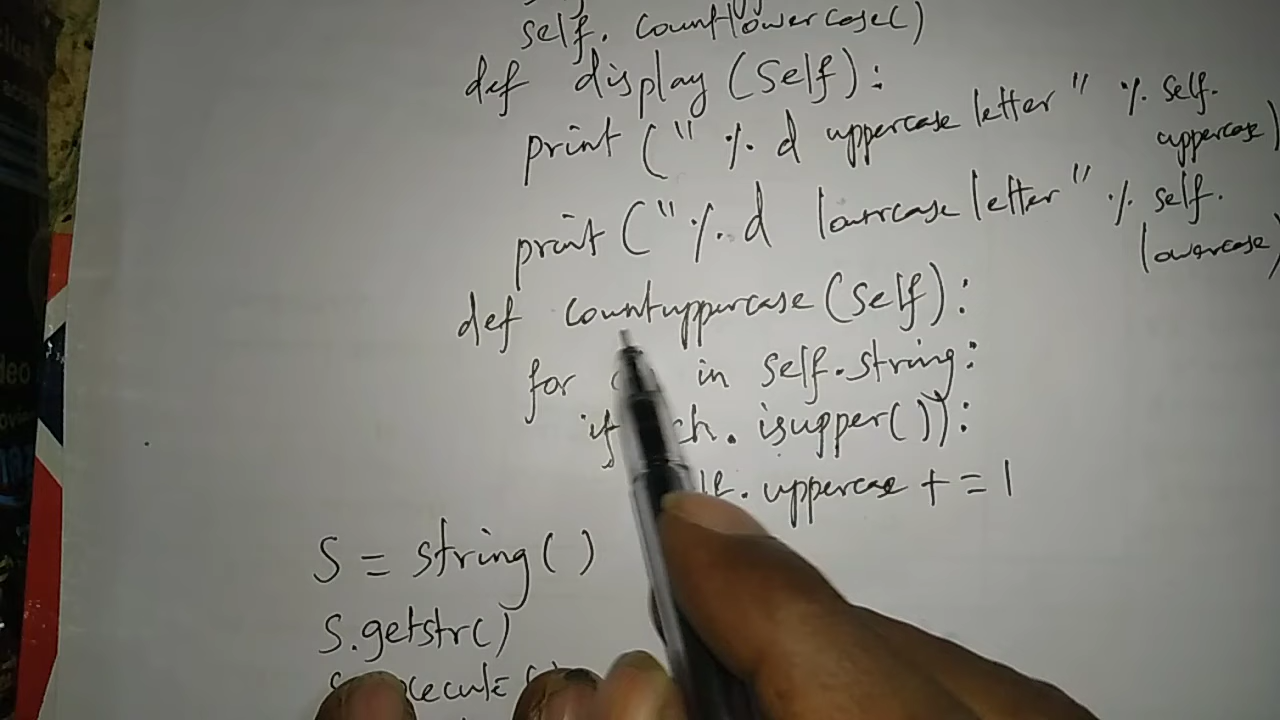 self. countlowercase()
def display (self):
print (" %. d uppercase letter" %. self.
uppercase)
print (" %. d lowercase letter" %. self.
lowercase)
def countuppercase (self):
for in self.string:
if ch. isupper()):
uppercase += 1
S = string()
S.getstr()